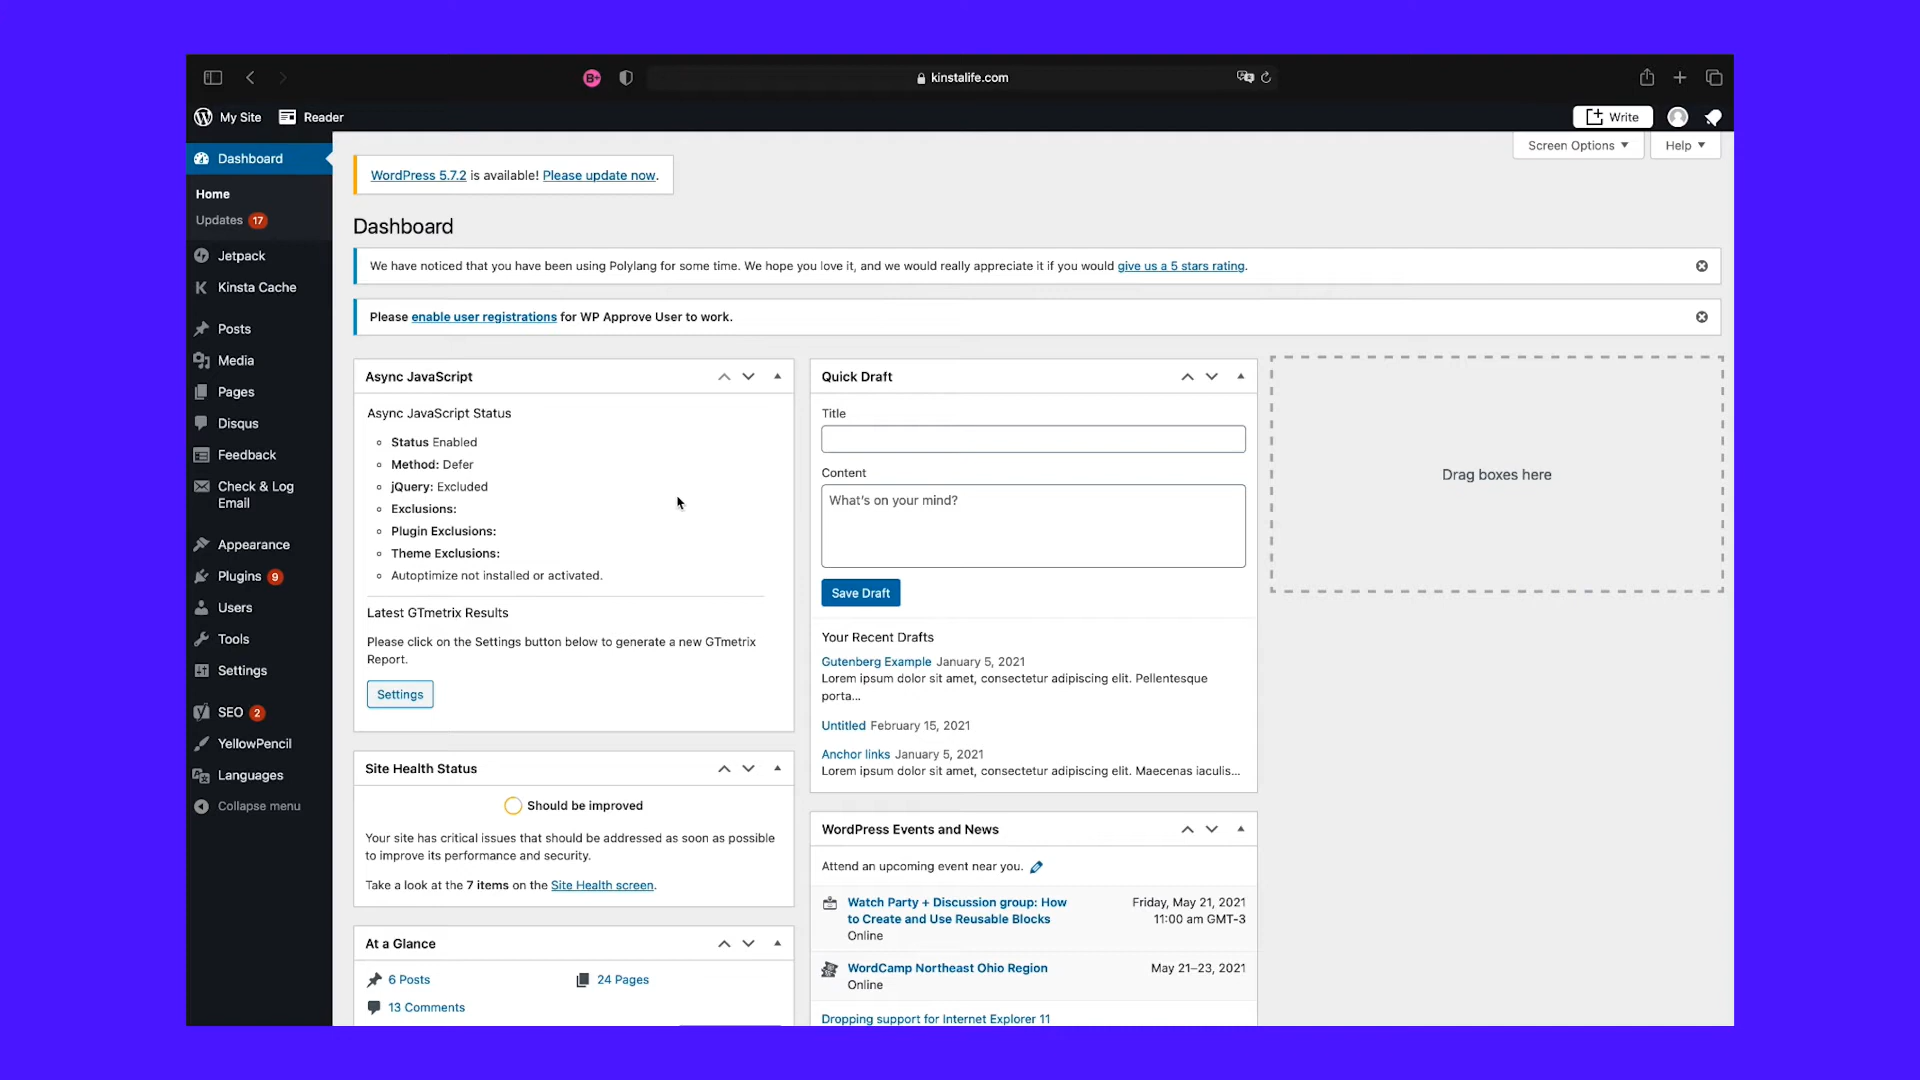 B+
kinstalife.com
My Site
Reader
Write
Dashboard
Home
Updates 17
Jetpack
Kinsta Cache
Posts
Media
Pages
Disqus
Feedback
Check & Log
Email
Appearance
Plugins 9
Users
Tools
Settings
SEO 2
YellowPencil
Languages
Collapse menu
Screen Options
Help
WordPress 5.7.2 is available! Please update now.
Dashboard
We have noticed that you have been using Polylang for some time. We hope you love it, and we would really appreciate it if you would give us a 5 stars rating.
Please enable user registrations for WP Approve User to work.
Async JavaScript
Async JavaScript Status
Status Enabled
Method: Defer
jQuery: Excluded
Exclusions:
Plugin Exclusions:
Theme Exclusions:
Autoptimize not installed or activated.
Latest GTmetrix Results
Please click on the Settings button below to generate a new GTmetrix
Report.
Settings
Site Health Status
Should be improved
Your site has critical issues that should be addressed as soon as possible
to improve its performance and security.
Take a look at the 7 items on the Site Health screen.
At a Glance
6 Posts
24 Pages
13 Comments
Quick Draft
Title
Content
What's on your mind?
Save Draft
Your Recent Drafts
Gutenberg Example January 5, 2021
Lorem ipsum dolor sit amet, consectetur adipiscing elit. Pellentesque
porta...
Untitled February 15, 2021
Anchor links January 5, 2021
Lorem ipsum dolor sit amet, consectetur adipiscing elit. Maecenas iaculis...
WordPress Events and News
Attend an upcoming event near you.
Watch Party + Discussion group: How
to Create and Use Reusable Blocks
Online
Friday, May 21, 2021
11:00 am GMT-3
WordCamp Northeast Ohio Region
Online
May 21–23, 2021
Dropping support for Internet Explorer 11
Drag boxes here